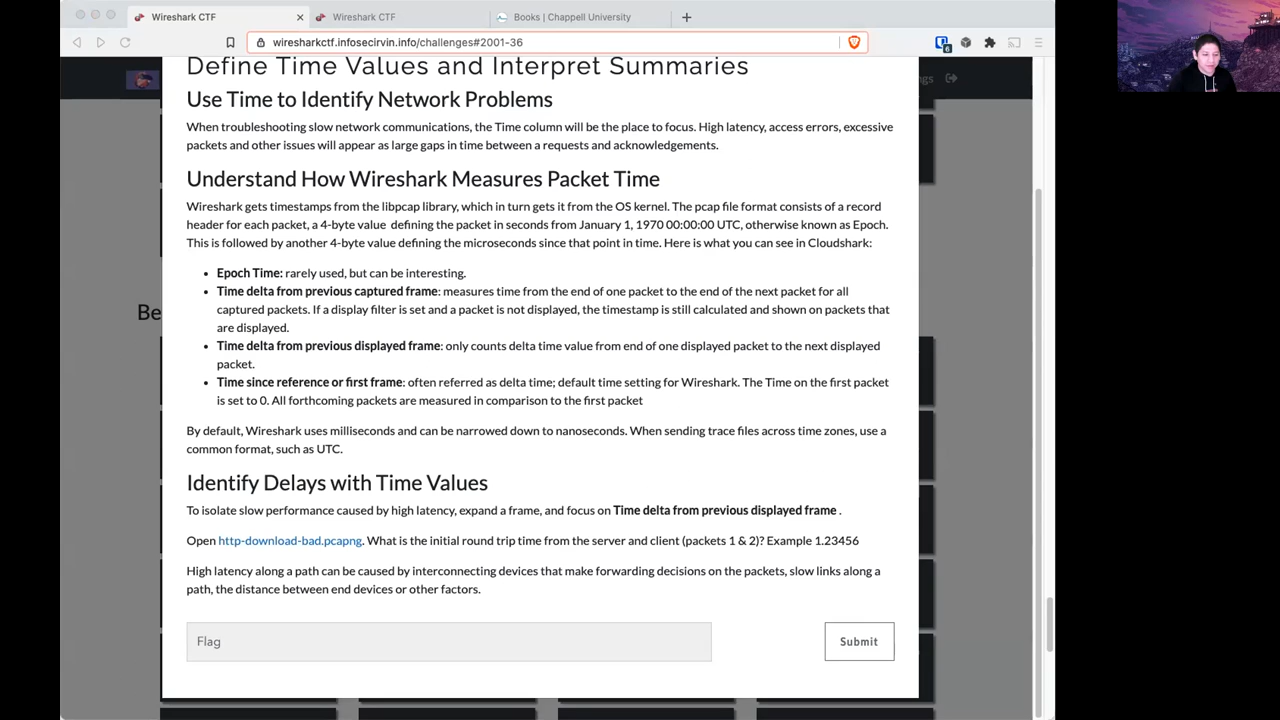 Wireshark CTF
Wireshark CTF
Books | Chappell University
wiresharkctf.infosecirvin.info/challenges#2001-36
6
ngs
Define Time Values and Interpret Summaries
Use Time to Identify Network Problems
When troubleshooting slow network communications, the Time column will be the place to focus. High latency, access errors, excessive
packets and other issues will appear as large gaps in time between a requests and acknowledgements.
Understand How Wireshark Measures Packet Time
Wireshark gets timestamps from the libpcap library, which in turn gets it from the OS kernel. The pcap file format consists of a record
header for each packet, a 4-byte value defining the packet in seconds from January 1, 1970 00:00:00 UTC, otherwise known as Epoch.
This is followed by another 4-byte value defining the microseconds since that point in time. Here is what you can see in Cloudshark:
• Epoch Time: rarely used, but can be interesting.
• Time delta from previous captured frame: measures time from the end of one packet to the end of the next packet for all
captured packets. If a display filter is set and a packet is not displayed, the timestamp is still calculated and shown on packets that
are displayed.
Be
• Time delta from previous displayed frame: only counts delta time value from end of one displayed packet to the next displayed
packet.
• Time since reference or first frame: often referred as delta time; default time setting for Wireshark. The Time on the first packet
is set to 0. All forthcoming packets are measured in comparison to the first packet
By default, Wireshark uses milliseconds and can be narrowed down to nanoseconds. When sending trace files across time zones, use a
common format, such as UTC.
Identify Delays with Time Values
To isolate slow performance caused by high latency, expand a frame, and focus on Time delta from previous displayed frame .
Open http-download-bad.pcapng. What is the initial round trip time from the server and client (packets 1 & 2)? Example 1.23456
High latency along a path can be caused by interconnecting devices that make forwarding decisions on the packets, slow links along a
path, the distance between end devices or other factors.
Flag
Submit